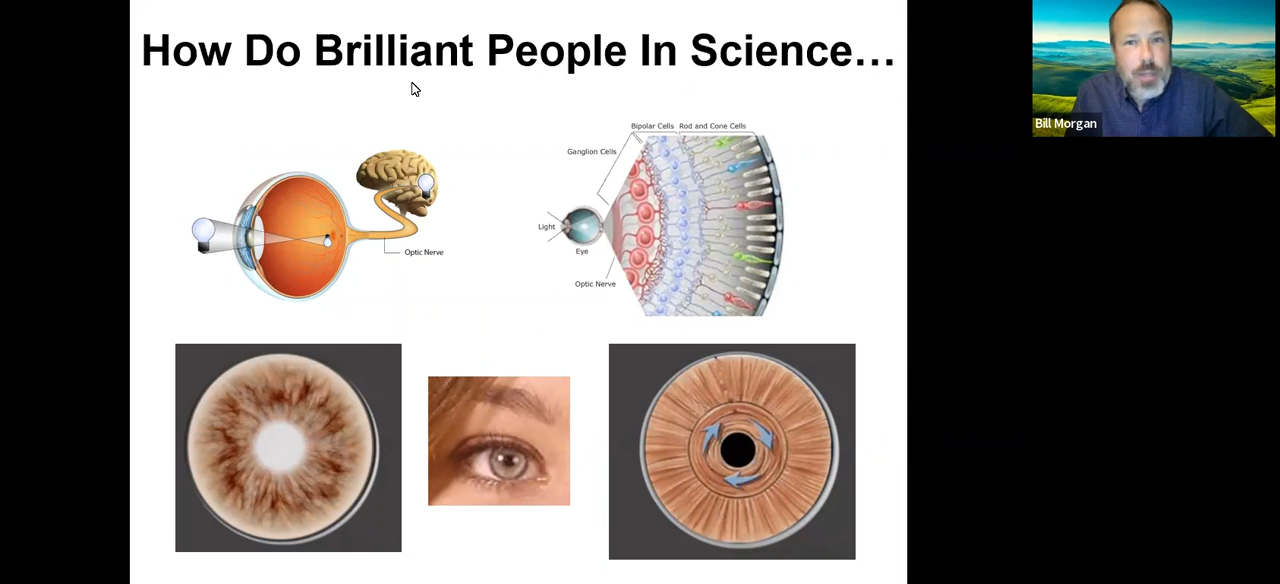 How Do Brilliant People In Science…
Bill Morgan
Bipolar Cells
Rod and Cone Cells
Ganglion Cells
Light
Eye
Optic Nerve
Optic Nerve